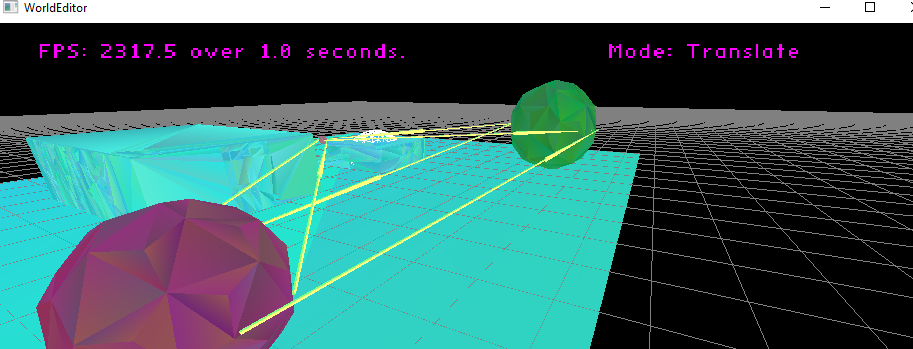 WorldEditor
FPS: 2317.5 over 1.0 seconds.
Mode: Translate